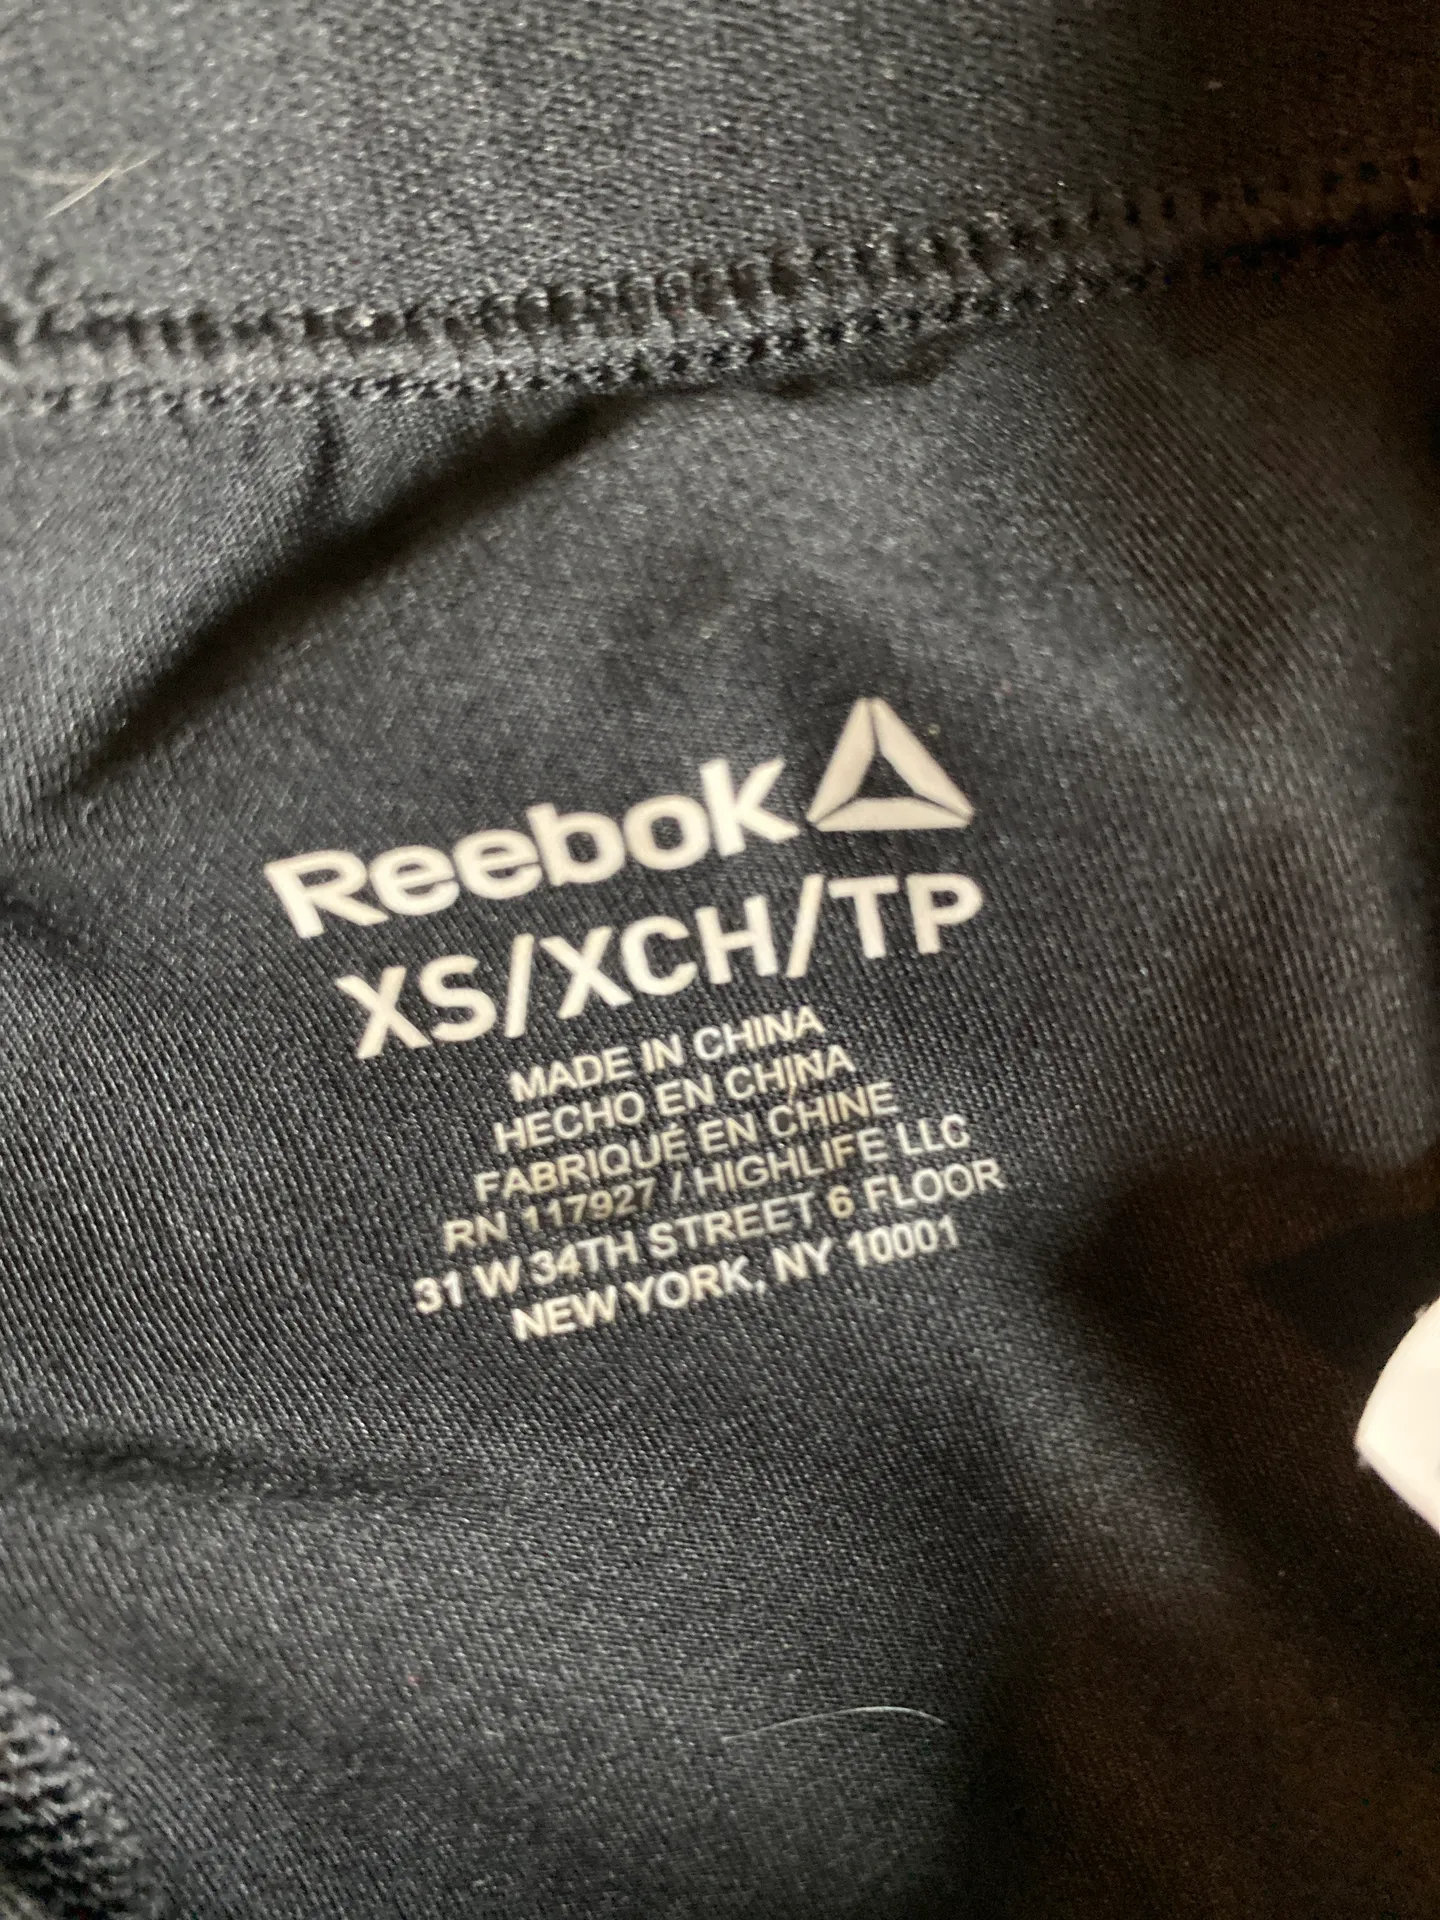 Reebok
XS/XCH/TP
MADE IN CHINA
HECHO EN CHINA
FABRIQUÉ EN CHINE
RN 117927 / HIGHLIFE LLC
31 W 34TH STREET 6 FLOOR
NEW YORK, NY 10001